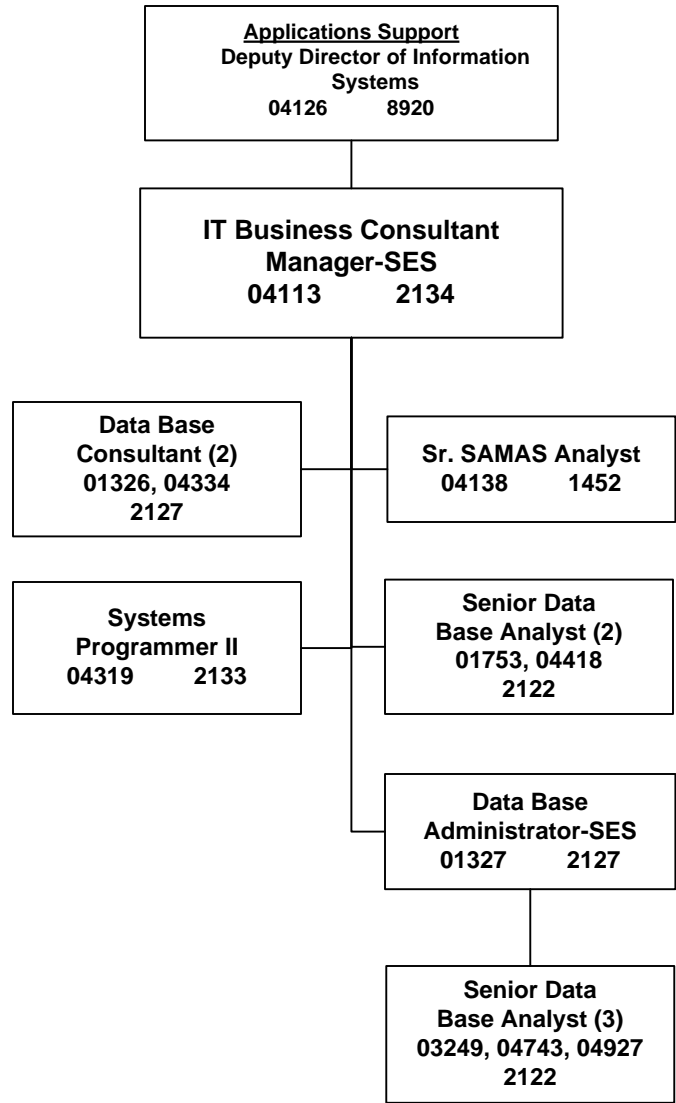 Applications Support
Deputy Director of Information
Systems
04126 8920
IT Business Consultant
Manager-SES
04113 2134
Data Base
Consultant (2)
01326, 04334
2127
Sr. SAMAS Analyst
04138 1452
Systems
Programmer II
04319 2133
Senior Data
Base Analyst (2)
01753, 04418
2122
Data Base
Administrator-SES
01327 2127
Senior Data
Base Analyst (3)
03249, 04743, 04927
2122